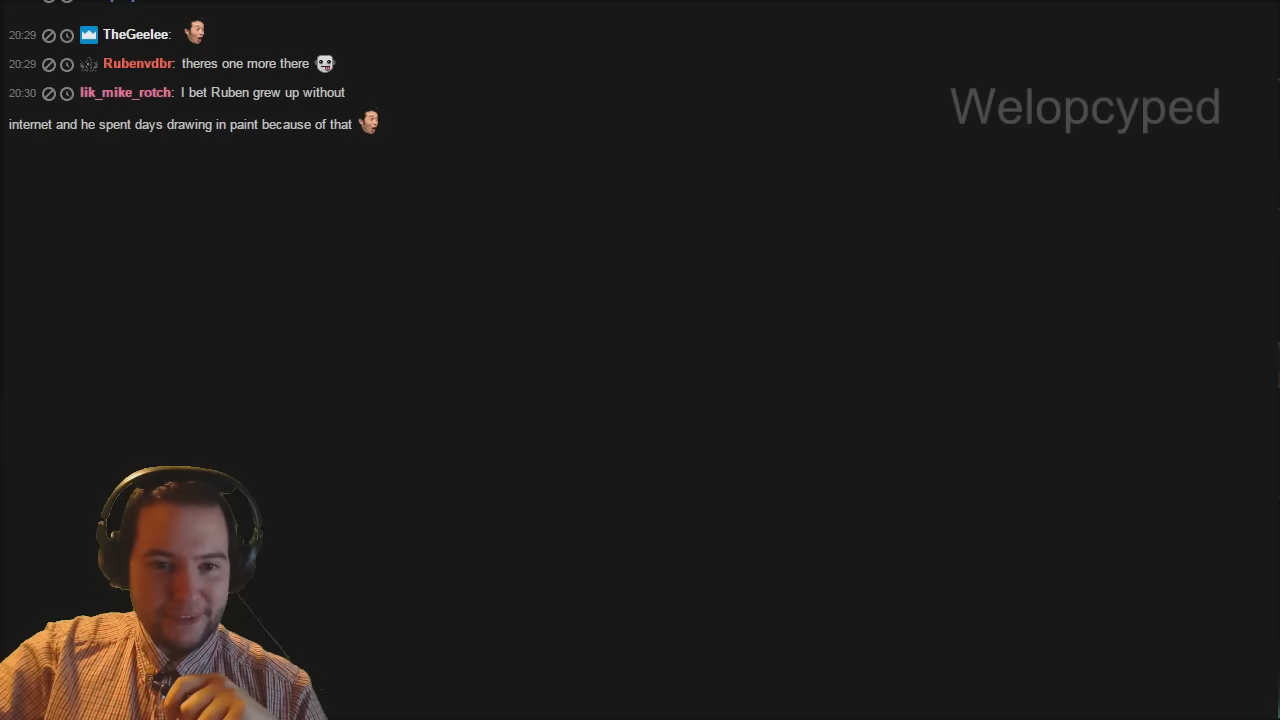 20:29 TheGeelee:
20:29 Rubenvdbr: theres one more there
20:30 lik_mike_rotch: I bet Ruben grew up without
internet and he spent days drawing in paint because of that
Welopcyped